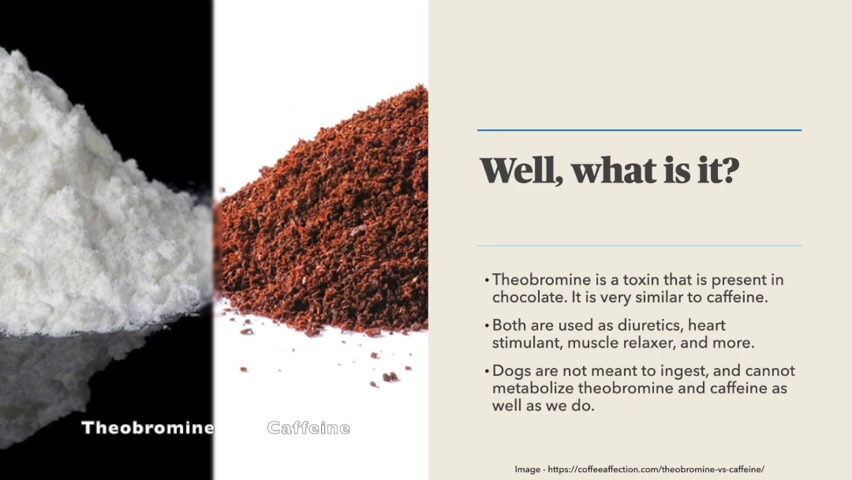 Well, what is it?
• Theobromine is a toxin that is present in
chocolate. It is very similar to caffeine.
• Both are used as diuretics, heart
stimulant, muscle relaxer, and more.
• Dogs are not meant to ingest, and cannot
metabolize theobromine and caffeine as
well as we do.
Theobromine
Caffeine
Image - https://coffeeaffection.com/theobromine-vs-caffeine/